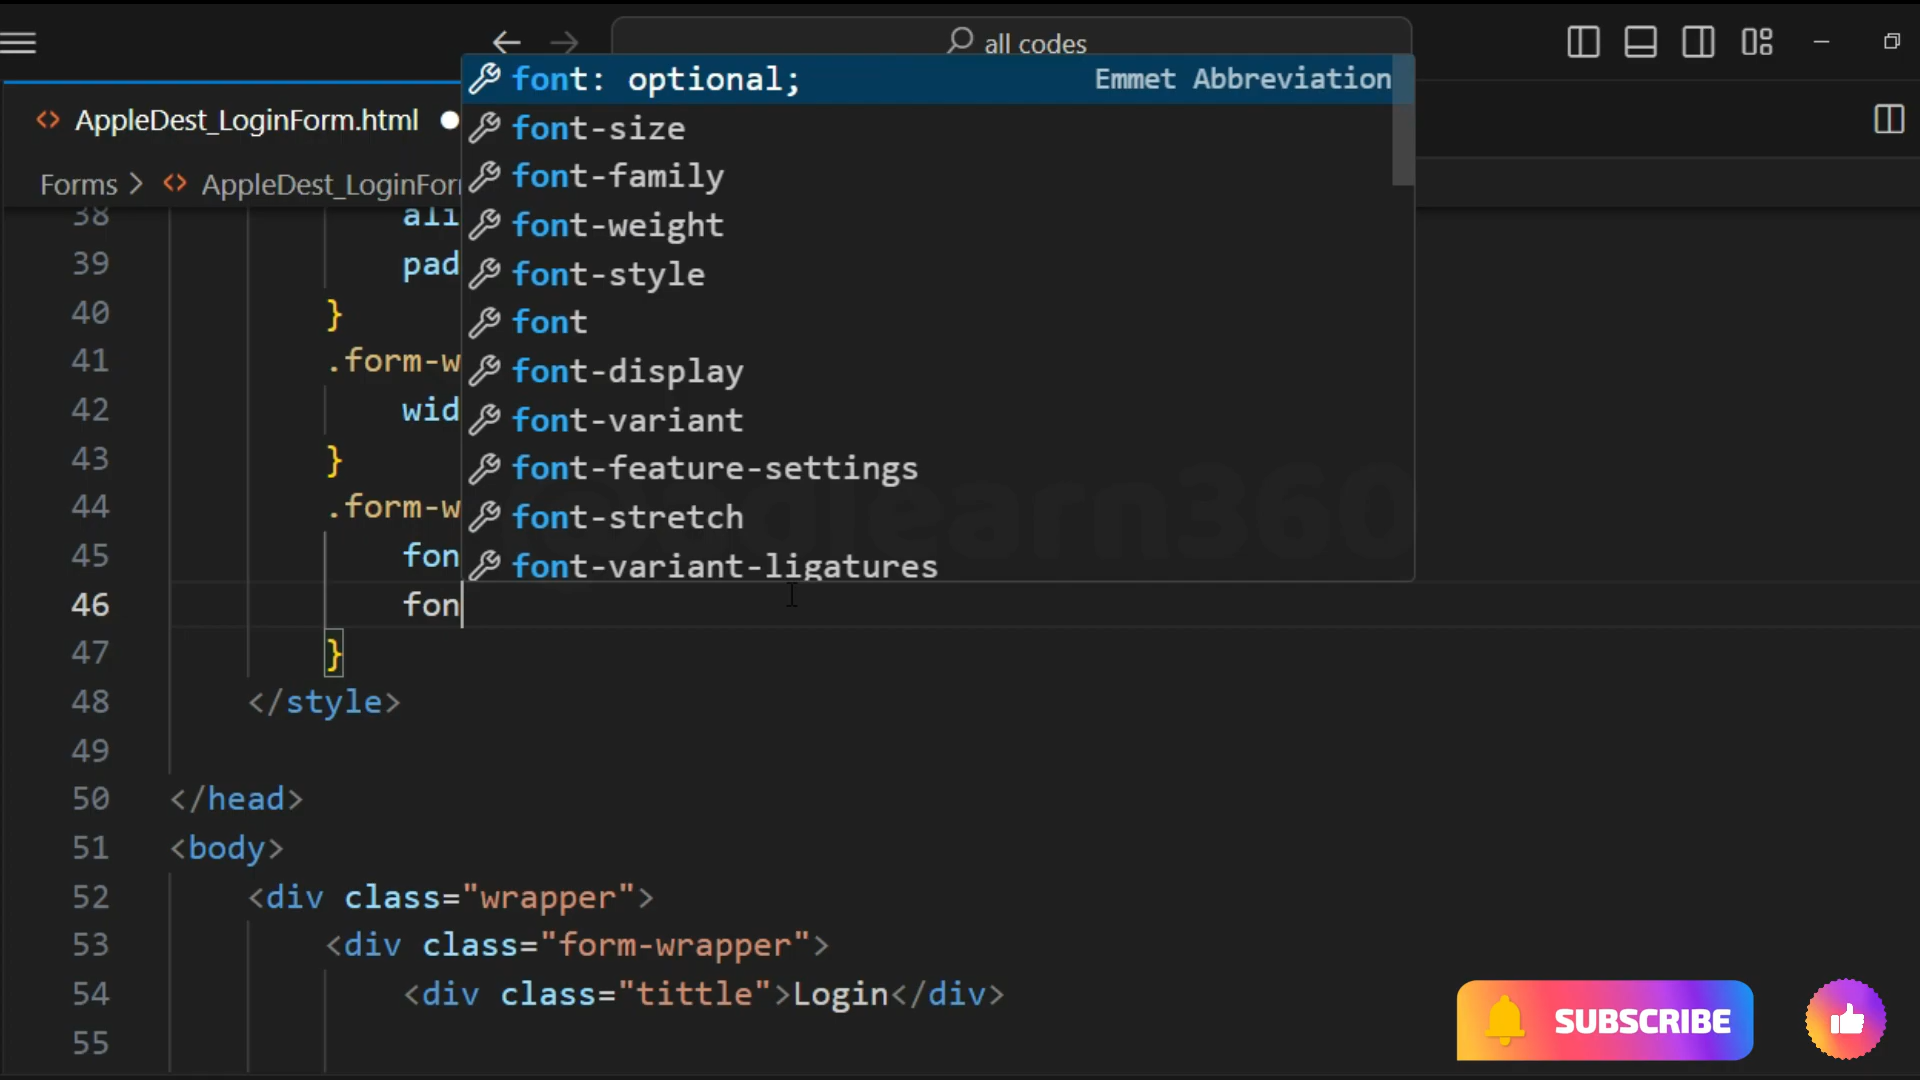 all codes
font: optional; Emmet Abbreviation
<> AppleDest_LoginForm.html
font-size
font-family
Forms > <> AppleDest_LoginForm
font-weight
font-style
font
font-display
font-variant
font-feature-settings
font-stretch
font-variant-ligatures
38 ali
39 pad
40 }
41 .form-w
42 wid
43 }
44 .form-w
45 fon
46 fon
47 }
48 </style>
49
50 </head>
51 <body>
52 <div class="wrapper">
53 <div class="form-wrapper">
54 <div class="tittle">Login</div>
55
SUBSCRIBE